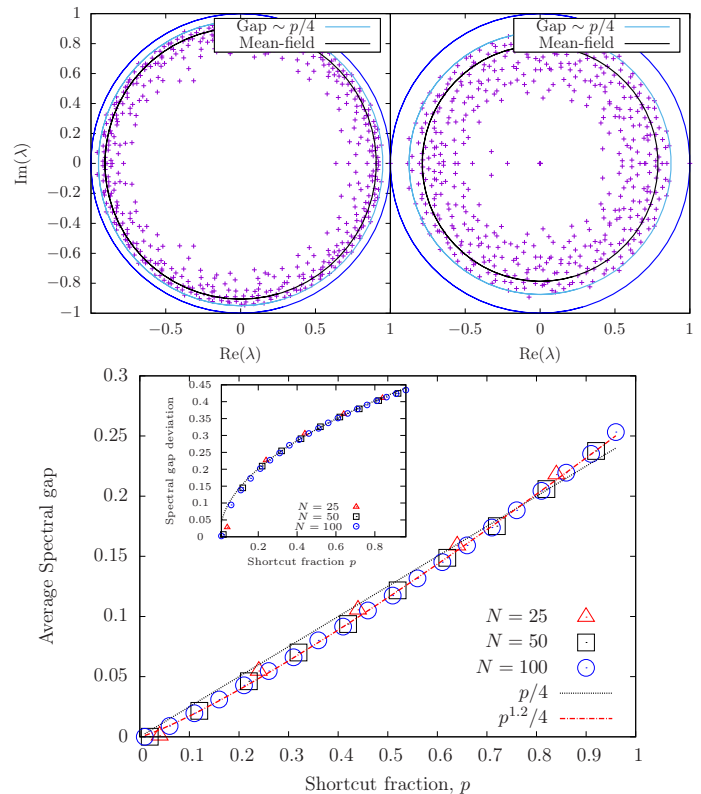 Gap ∼ p/4
Mean-field
1
0.8
0.6
0.4
0.2
0
−0.2
−0.4
−0.6
−0.8
−1
Im(λ)
−0.5 0 0.5 1
Re(λ)
Gap ∼ p/4
Mean-field
−0.5 0 0.5 1
Re(λ)
0.3
0.25
0.2
0.15
0.1
0.05
0
Average Spectral gap
0 0.1 0.2 0.3 0.4 0.5 0.6 0.7 0.8 0.9 1
Shortcut fraction, p
0.45
0.4
0.35
0.3
0.25
0.2
0.15
0.1
0.05
0
Spectral gap deviation
0.2 0.4 0.6 0.8
Shortcut fraction p
N = 25
N = 50
N = 100
N = 25
N = 50
N = 100
p/4
p^1.2/4